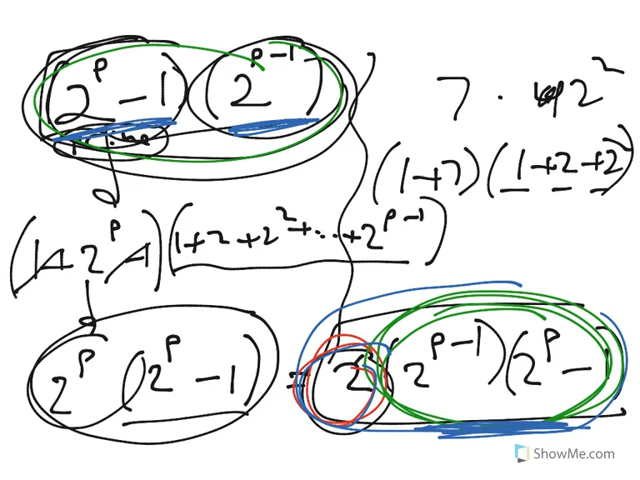 (2^p - 1) (2^{p-1})
prime
7 · 2^2
(1+7) (1+2+2^2)
(1+2^p-1) (1+2+2^2+...+2^{p-1})
2^p (2^p - 1) = 2 (2^{p-1}) (2^p -
ShowMe.com